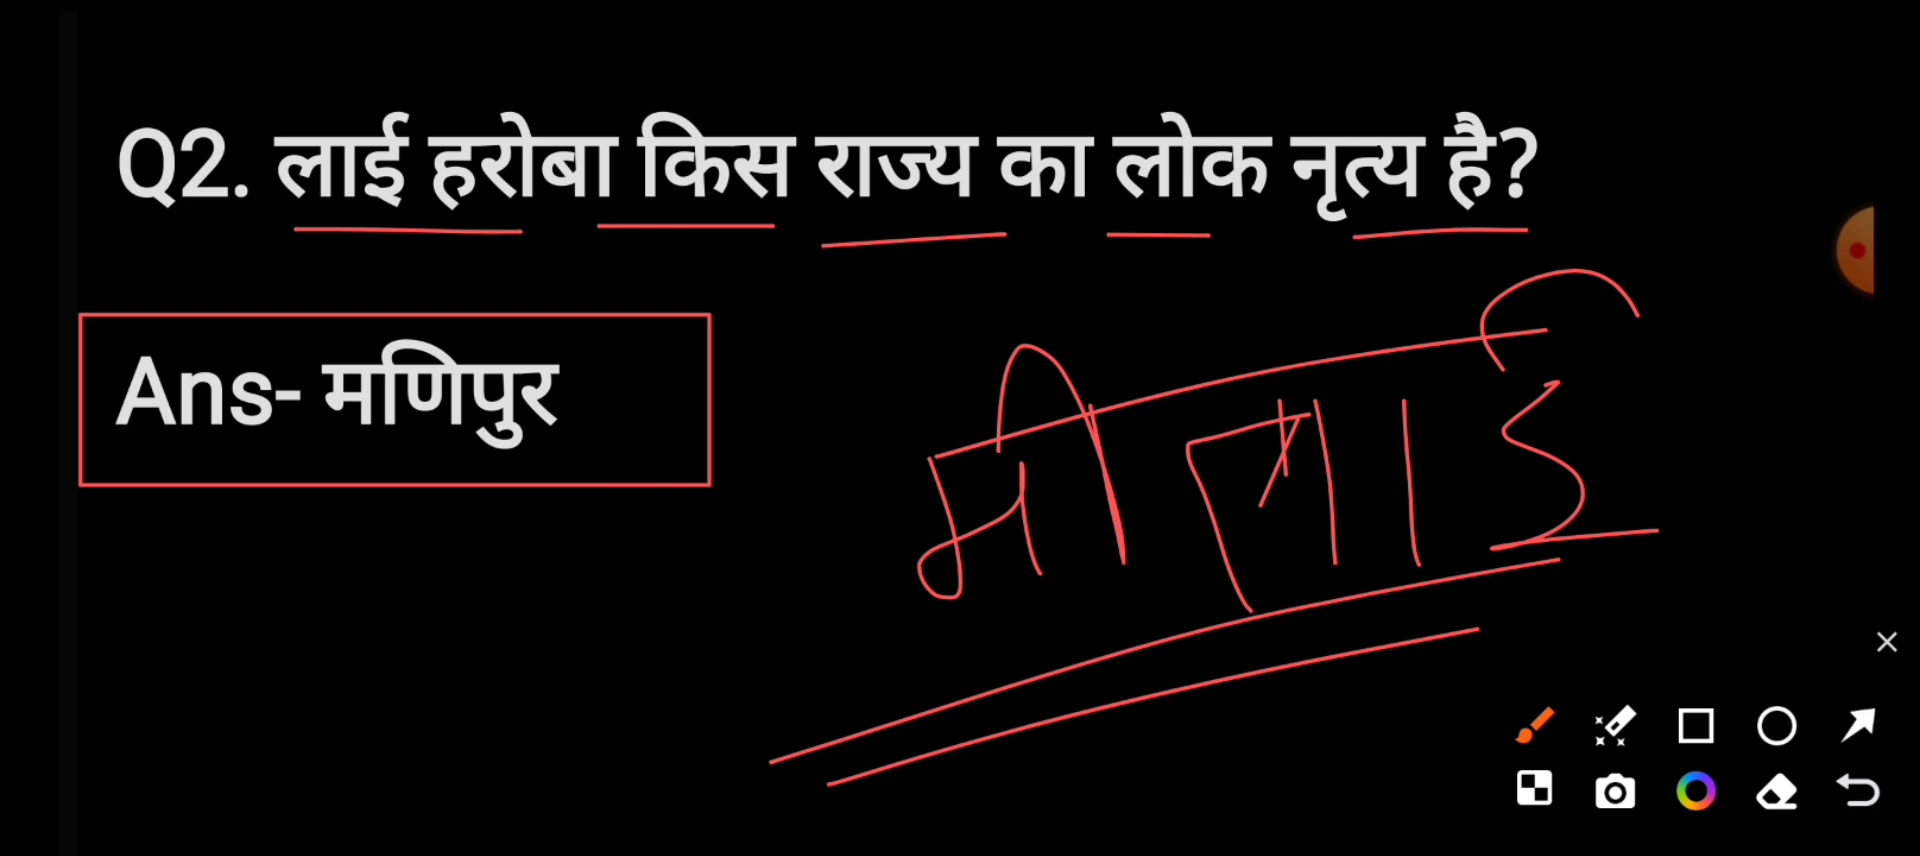 Q2. लाई हरोबा किस राज्य का लोक नृत्य है?
Ans- मणिपुर